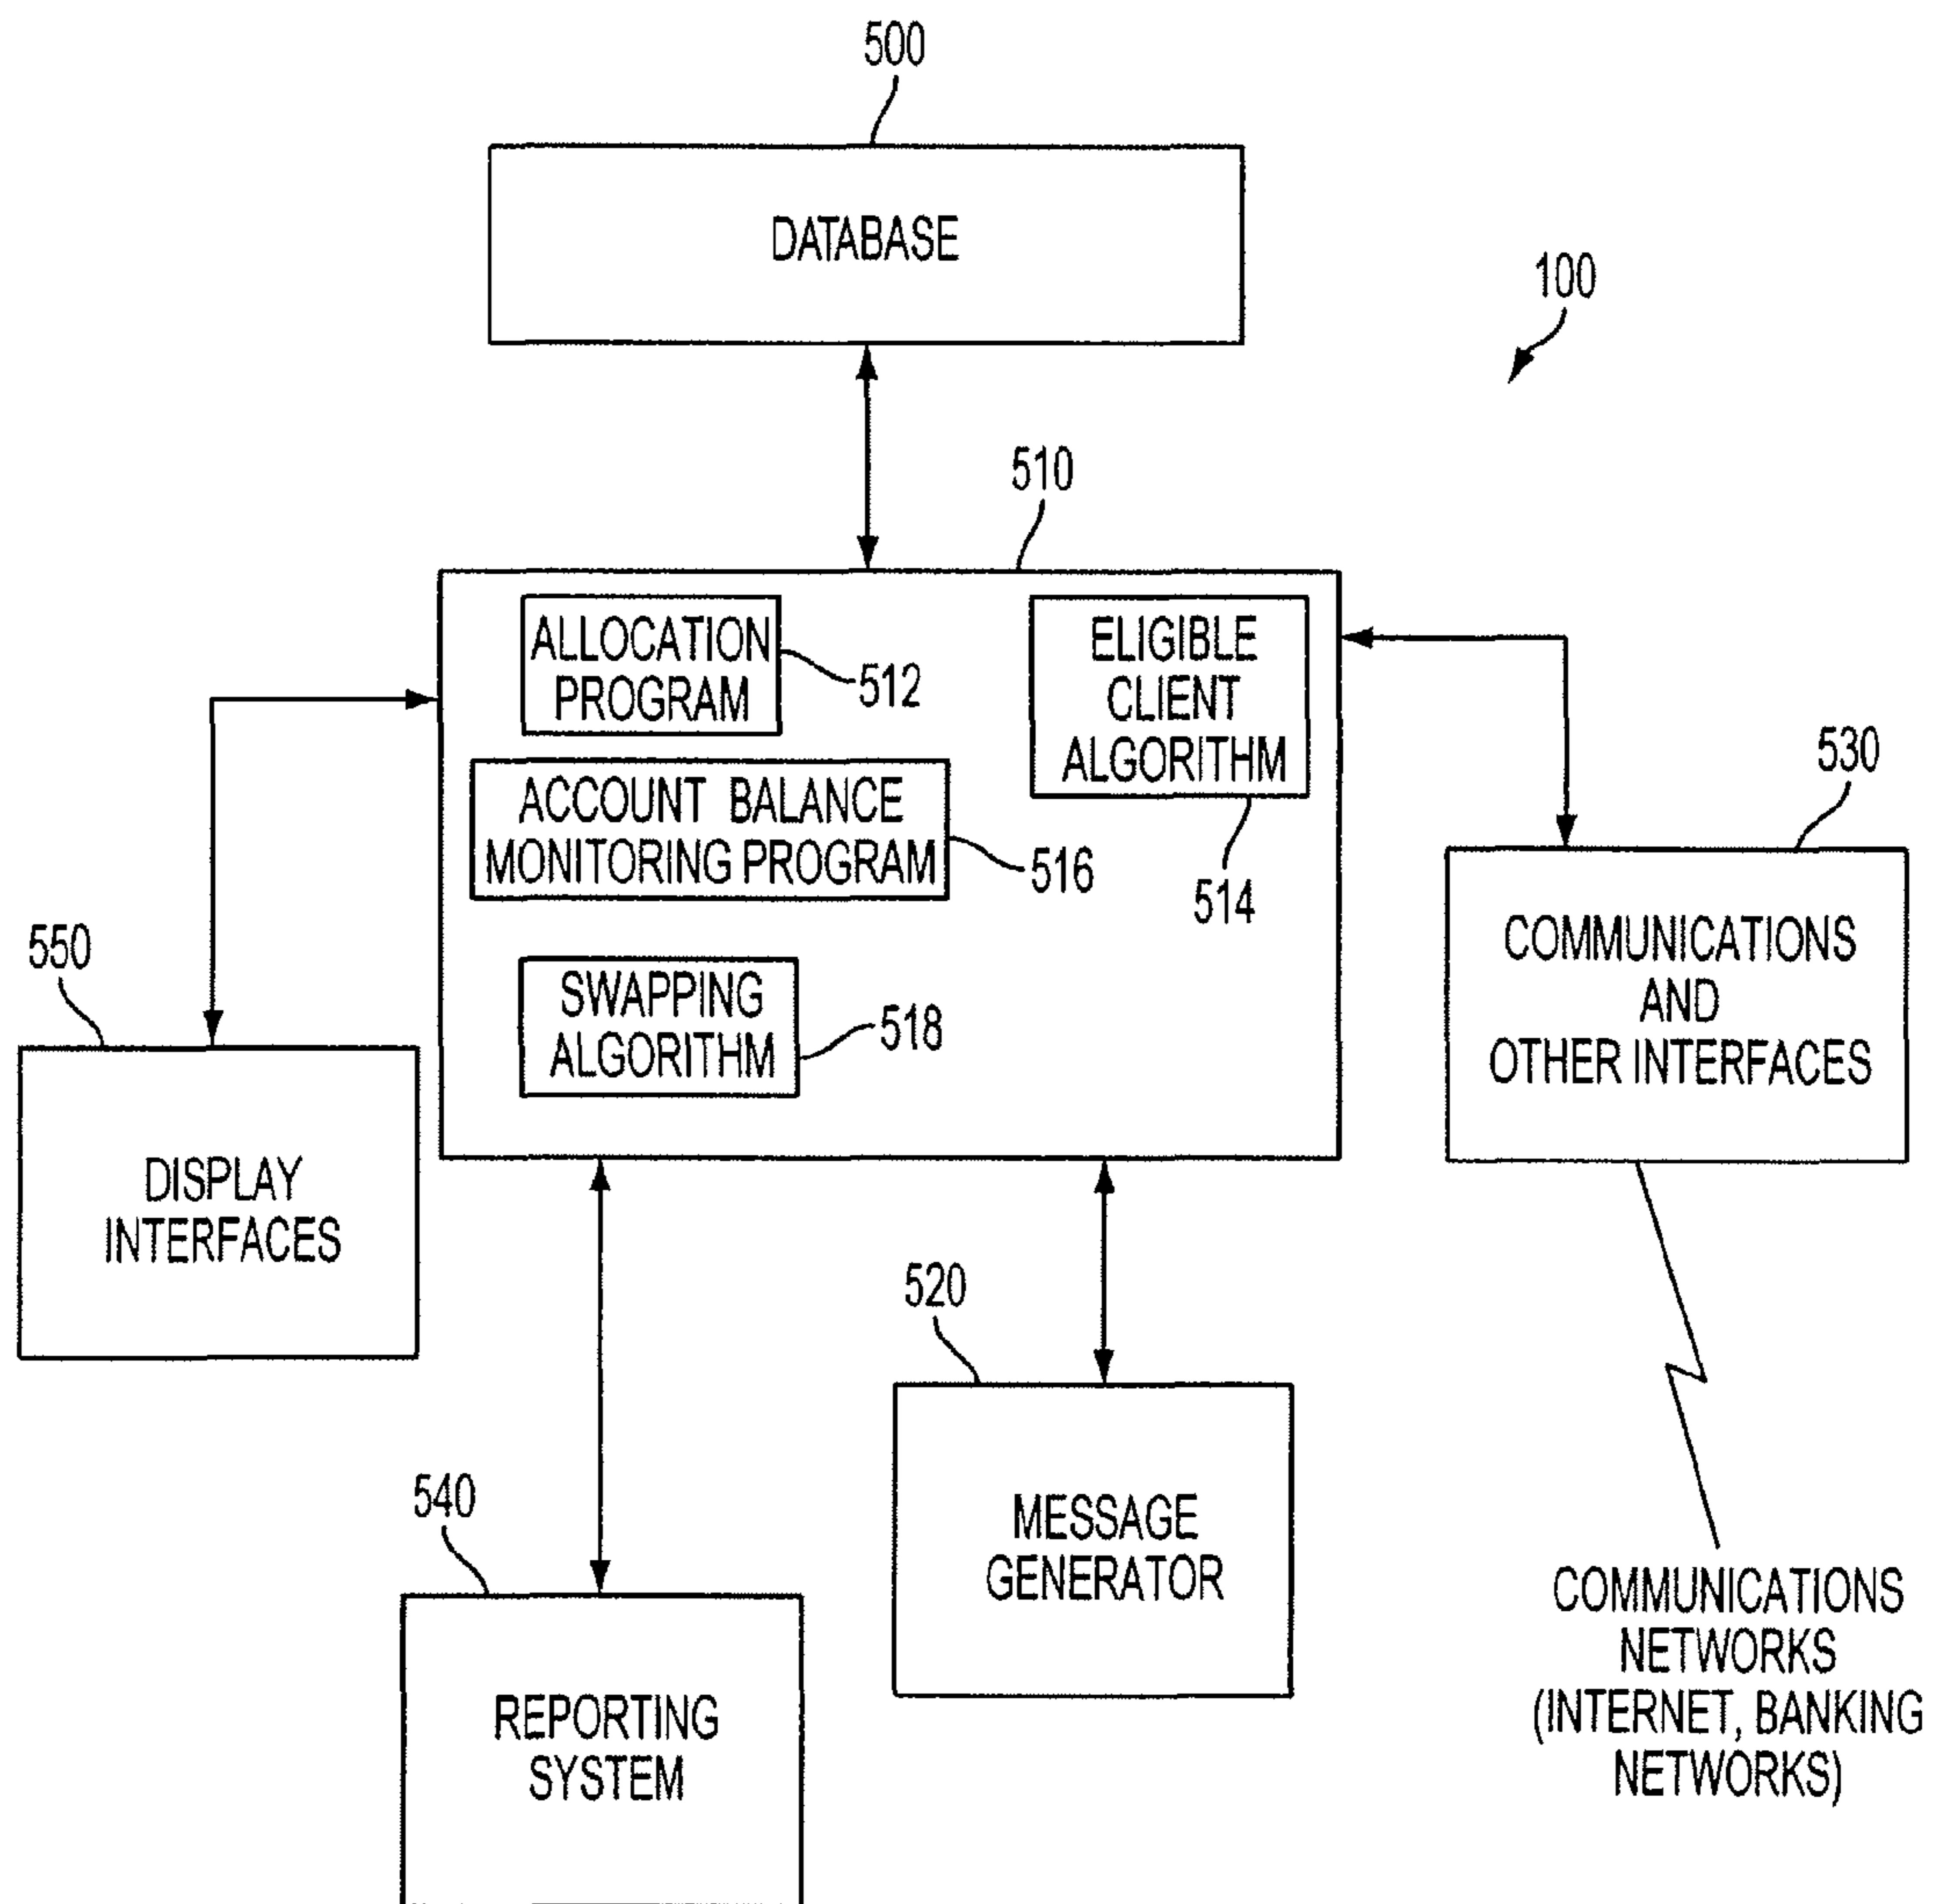 500
DATABASE
100
510
ALLOCATION
PROGRAM
512
ELIGIBLE
CLIENT
ALGORITHM
514
ACCOUNT BALANCE
MONITORING PROGRAM
516
SWAPPING
ALGORITHM
518
530
COMMUNICATIONS
AND
OTHER INTERFACES
550
DISPLAY
INTERFACES
520
MESSAGE
GENERATOR
540
REPORTING
SYSTEM
COMMUNICATIONS
NETWORKS
(INTERNET, BANKING
NETWORKS)